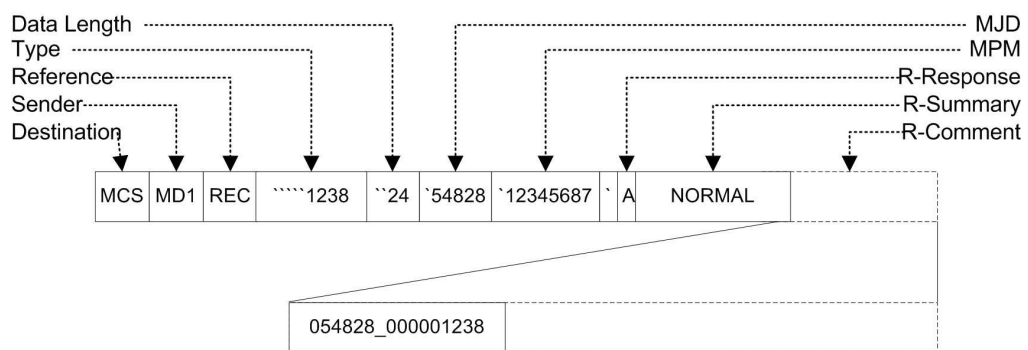 Data Length
MJD
Type
MPM
Reference
R-Response
Sender
R-Summary
Destination
R-Comment
MCS MD1 REC `````1238 ``24 `54828 `12345687 ` A NORMAL
054828_000001238